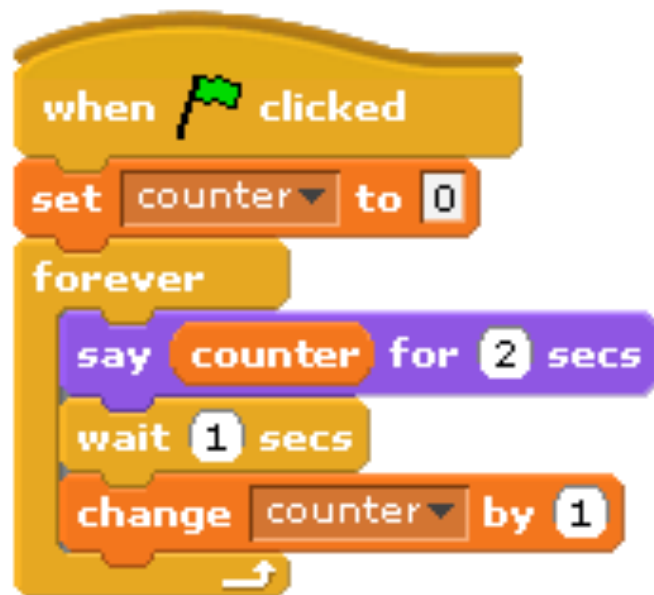 when clicked
set counter to 0
forever
say counter for 2 secs
wait 1 secs
change counter by 1